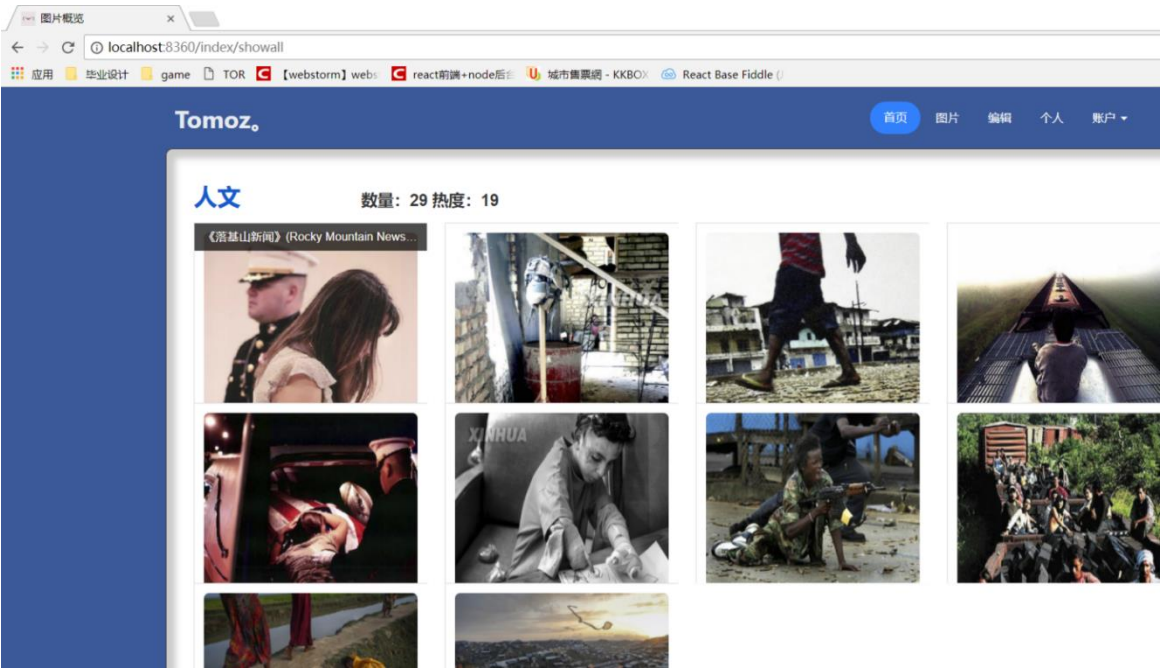 图片概览
localhost:8360/index/showall
应用 毕业设计 game TOR 【webstorm】webs react前端+node后 城市售票網 - KKBOX React Base Fiddle (
Tomoz。 首页 图片 编辑 个人 账户
人文 数量：29 热度：19
《落基山新闻》(Rocky Mountain News...
XINHUA
XINHUA